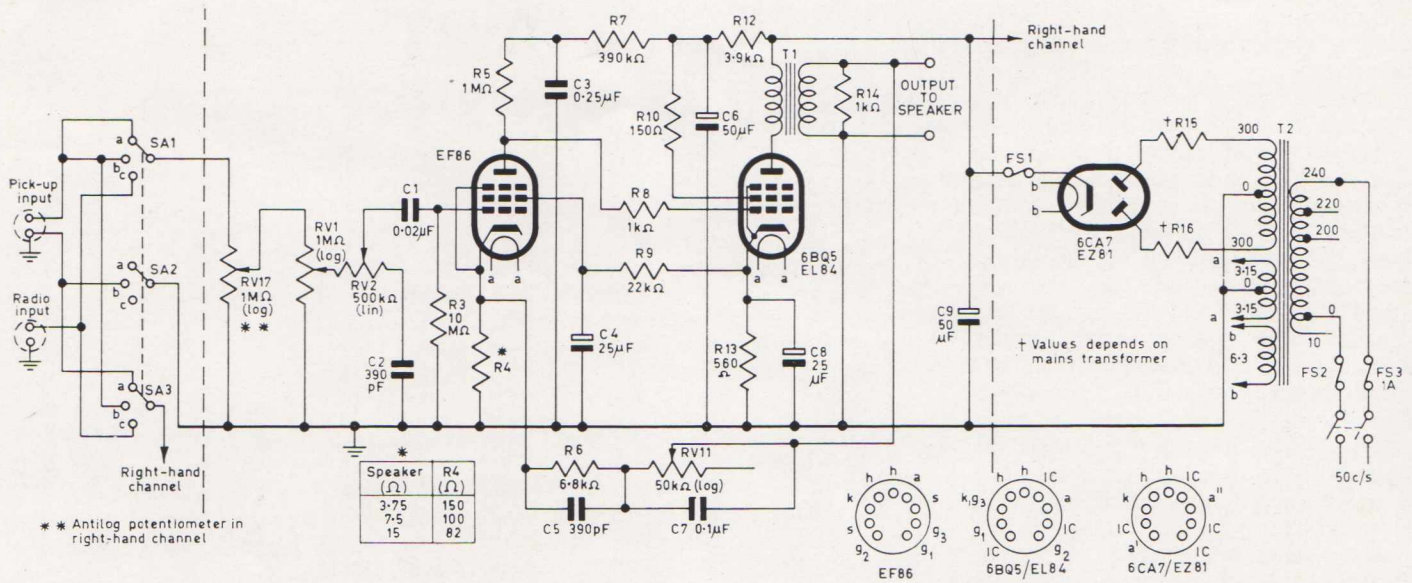 Pick-up
input
Radio
input
a
b
c
SA1
a
b
c
SA2
a
b
c
SA3
Right-hand
channel
* * Antilog potentiometer in
right-hand channel
RV17
1MΩ
(log)
* *
RV1
1MΩ
(log)
RV2
500kΩ
(lin)
C1
0·02μF
C2
390
pF
R3
10
MΩ
R5
1MΩ
EF86
a a
*
R4
C3
0·25μF
R7
390kΩ
C4
25μF
R8
1kΩ
R9
22kΩ
R10
150Ω
C6
50μF
R12
3·9kΩ
T1
6BQ5
EL84
a a
R13
560
Ω
C8
25
μF
R14
1kΩ
OUTPUT
TO
SPEAKER
Right-hand
channel
FS1
C9
50
μF
b
b
6CA7
EZ81
† R15
† R16
300
0
300
a
3·15
0
3·15
a
b
6·3
b
T2
240
220
200
0
10
FS2
FS3
1A
50c/s
† Values depends on
mains transformer
*
Speaker R4
(Ω) (Ω)
3·75 150
7·5 100
15 82
R6
6·8kΩ
C5 390pF
RV11
50kΩ (log)
C7 0·1μF
h h a s g3 g1 g2 s k
EF86
h h IC a IC g2 IC g1 k,g3
6BQ5/EL84
h h IC a" IC IC a' IC k
6CA7/EZ81